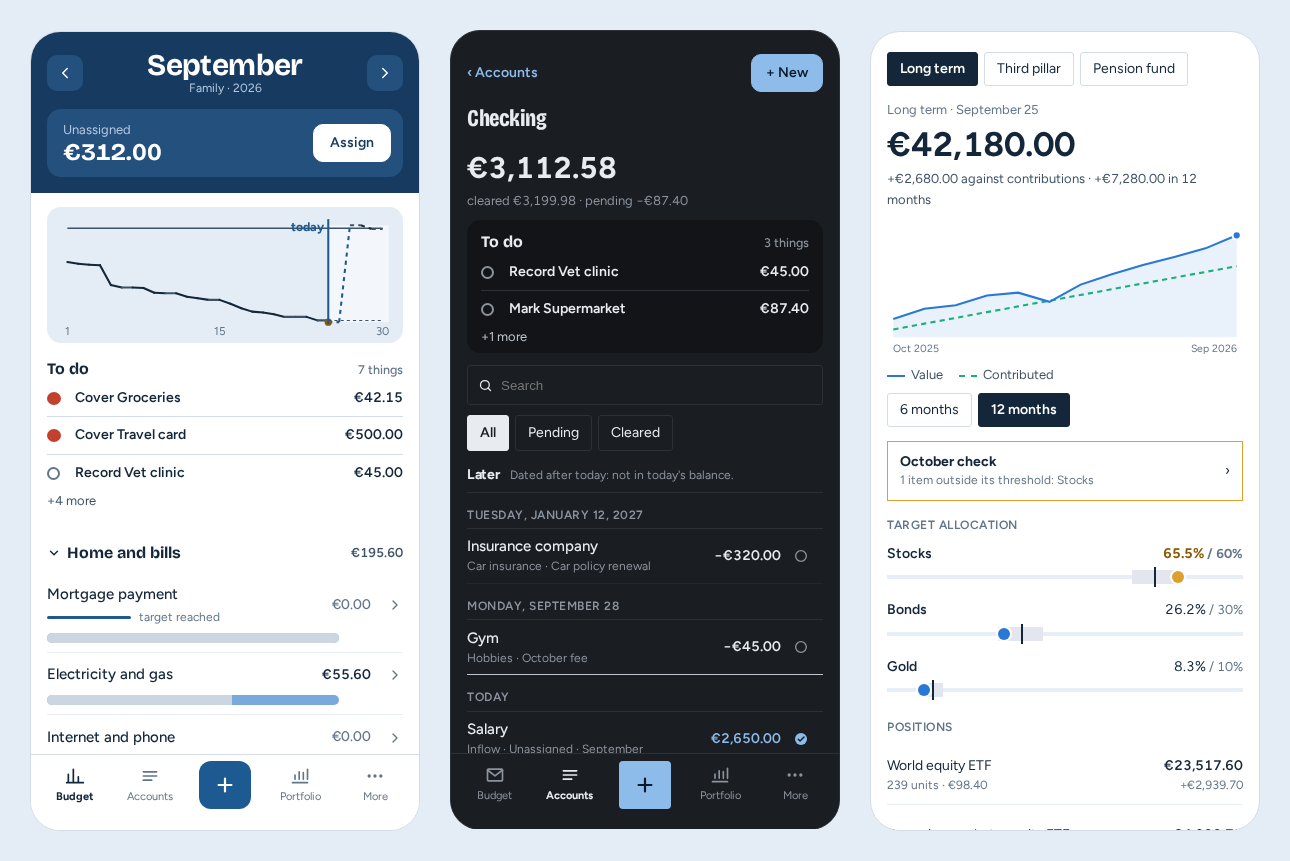 September
Family · 2026
Unassigned
€312.00
Assign
today
1 15 30
To do 7 things
Cover Groceries €42.15
Cover Travel card €500.00
Record Vet clinic €45.00
+4 more
Home and bills €195.60
Mortgage payment €0.00
target reached
Electricity and gas €55.60
Internet and phone €0.00
Budget Accounts + Portfolio More
‹ Accounts + New
Checking
€3,112.58
cleared €3,199.98 · pending −€87.40
To do 3 things
Record Vet clinic €45.00
Mark Supermarket €87.40
+1 more
Search
All Pending Cleared
Later Dated after today: not in today's balance.
TUESDAY, JANUARY 12, 2027
Insurance company −€320.00
Car insurance · Car policy renewal
MONDAY, SEPTEMBER 28
Gym −€45.00
Hobbies · October fee
TODAY
Salary €2,650.00
Inflow · Unassigned · September
Budget Accounts + Portfolio More
Long term Third pillar Pension fund
Long term · September 25
€42,180.00
+€2,680.00 against contributions · +€7,280.00 in 12
months
Oct 2025 Sep 2026
Value Contributed
6 months 12 months
October check
1 item outside its threshold: Stocks ›
TARGET ALLOCATION
Stocks 65.5% / 60%
Bonds 26.2% / 30%
Gold 8.3% / 10%
POSITIONS
World equity ETF €23,517.60
239 units · €98.40 +€2,939.70